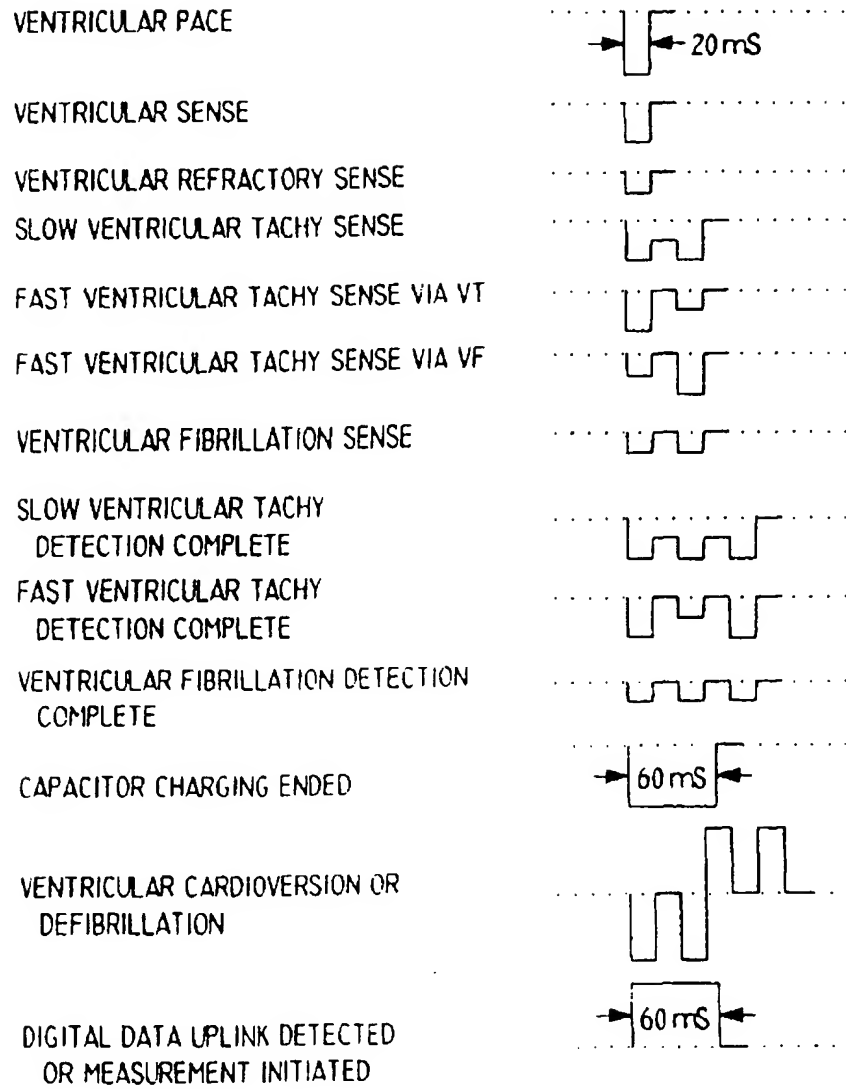 VENTRICULAR PACE
20 mS
VENTRICULAR SENSE
VENTRICULAR REFRACTORY SENSE
SLOW VENTRICULAR TACHY SENSE
FAST VENTRICULAR TACHY SENSE VIA VT
FAST VENTRICULAR TACHY SENSE VIA VF
VENTRICULAR FIBRILLATION SENSE
SLOW VENTRICULAR TACHY
DETECTION COMPLETE
FAST VENTRICULAR TACHY
DETECTION COMPLETE
VENTRICULAR FIBRILLATION DETECTION
COMPLETE
CAPACITOR CHARGING ENDED
60 mS
VENTRICULAR CARDIOVERSION OR
DEFIBRILLATION
60 mS
DIGITAL DATA UPLINK DETECTED
OR MEASUREMENT INITIATED